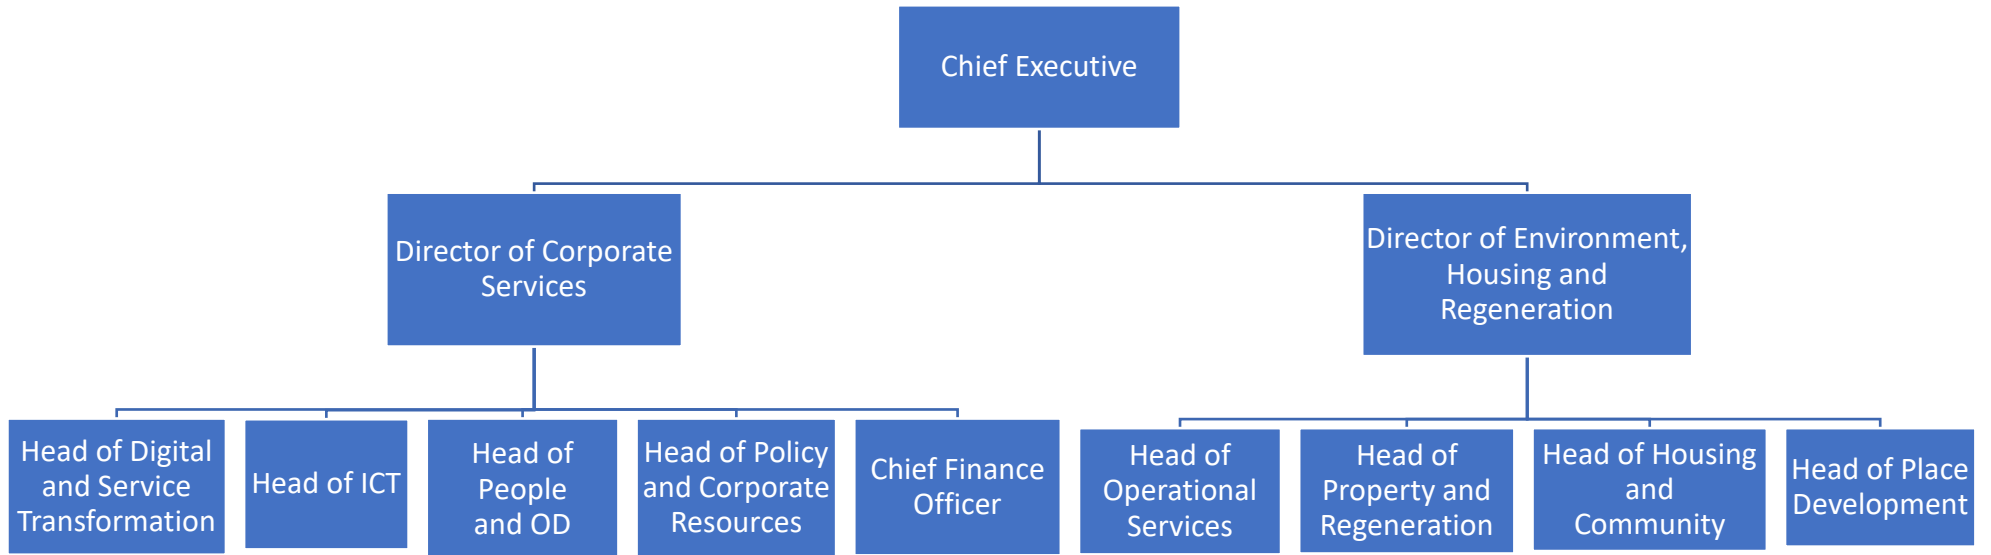 Chief Executive
Director of Corporate
Services
Director of Environment,
Housing and
Regeneration
Head of Digital
and Service
Transformation
Head of ICT
Head of
People
and OD
Head of Policy
and Corporate
Resources
Chief Finance
Officer
Head of
Operational
Services
Head of
Property and
Regeneration
Head of Housing
and
Community
Head of Place
Development